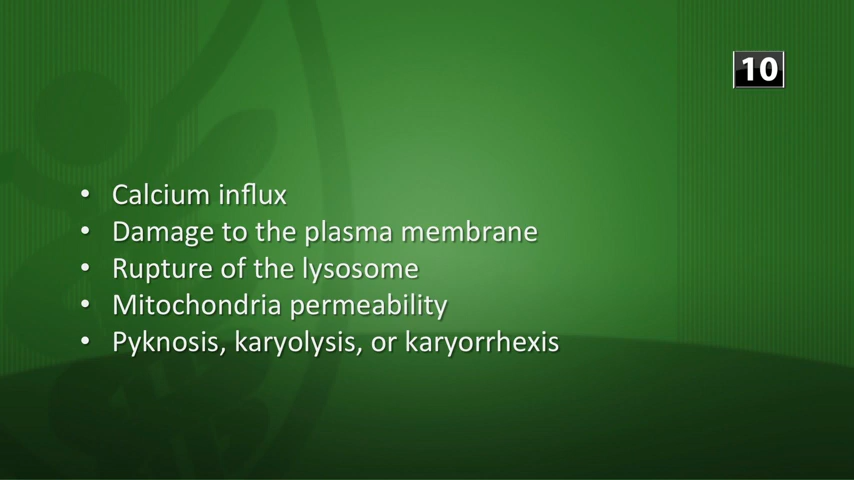 10
• Calcium influx
• Damage to the plasma membrane
• Rupture of the lysosome
• Mitochondria permeability
• Pyknosis, karyolysis, or karyorrhexis